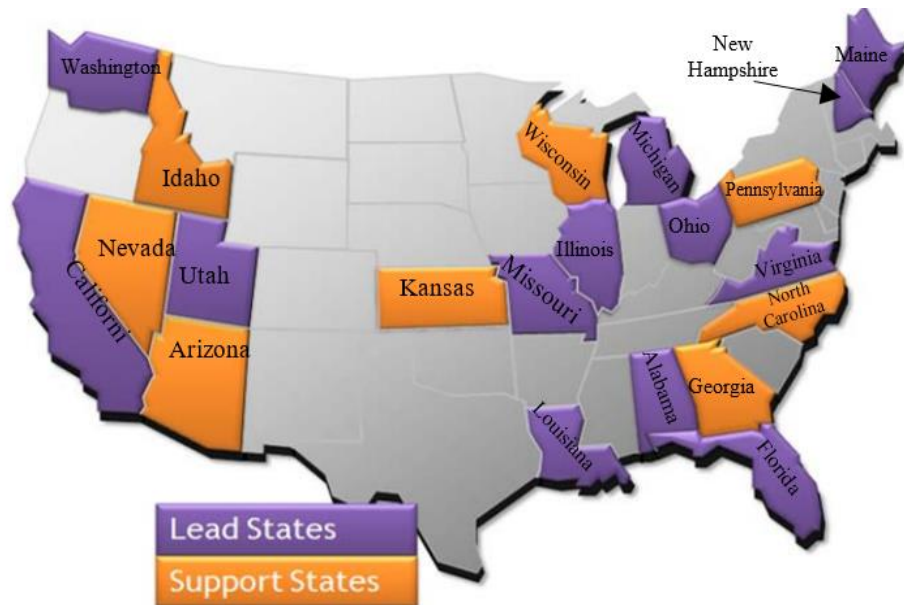 New
Hampshire
Maine
Washington
Idaho
Wisconsin
Michigan
Pennsylvania
Nevada
Utah
Californi
Illinois
Ohio
Virginia
Kansas
Missouri
North
Carolina
Arizona
Alabama
Georgia
Louisiana
Florida
Lead States
Support States